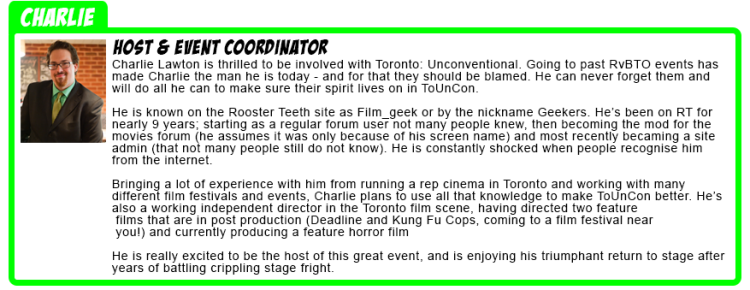 CHARLIE
HOST & EVENT COORDINATOR
Charlie Lawton is thrilled to be involved with Toronto: Unconventional. Going to past RvBTO events has
made Charlie the man he is today - and for that they should be blamed. He can never forget them and
will do all he can to make sure their spirit lives on in ToUnCon.
He is known on the Rooster Teeth site as Film_geek or by the nickname Geekers. He's been on RT for
nearly 9 years; starting as a regular forum user not many people knew, then becoming the mod for the
movies forum (he assumes it was only because of his screen name) and most recently becaming a site
admin (that not many people still do not know). He is constantly shocked when people recognise him
from the internet.
Bringing a lot of experience with him from running a rep cinema in Toronto and working with many
different film festivals and events, Charlie plans to use all that knowledge to make ToUnCon better. He's
also a working independent director in the Toronto film scene, having directed two feature
films that are in post production (Deadline and Kung Fu Cops, coming to a film festival near
you!) and currently producing a feature horror film
He is really excited to be the host of this great event, and is enjoying his triumphant return to stage after
years of battling crippling stage fright.